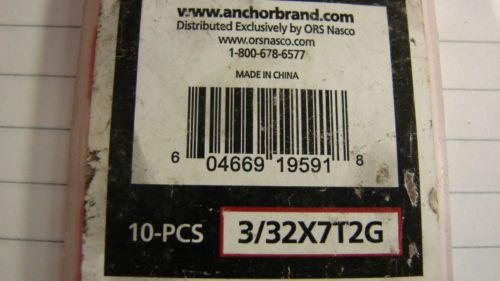 www.anchorbrand.com
Distributed Exclusively by ORS Nasco
www.orsnasco.com
1-800-678-6577
MADE IN CHINA
6 04669 19591 8
10-PCS 3/32X7T2G